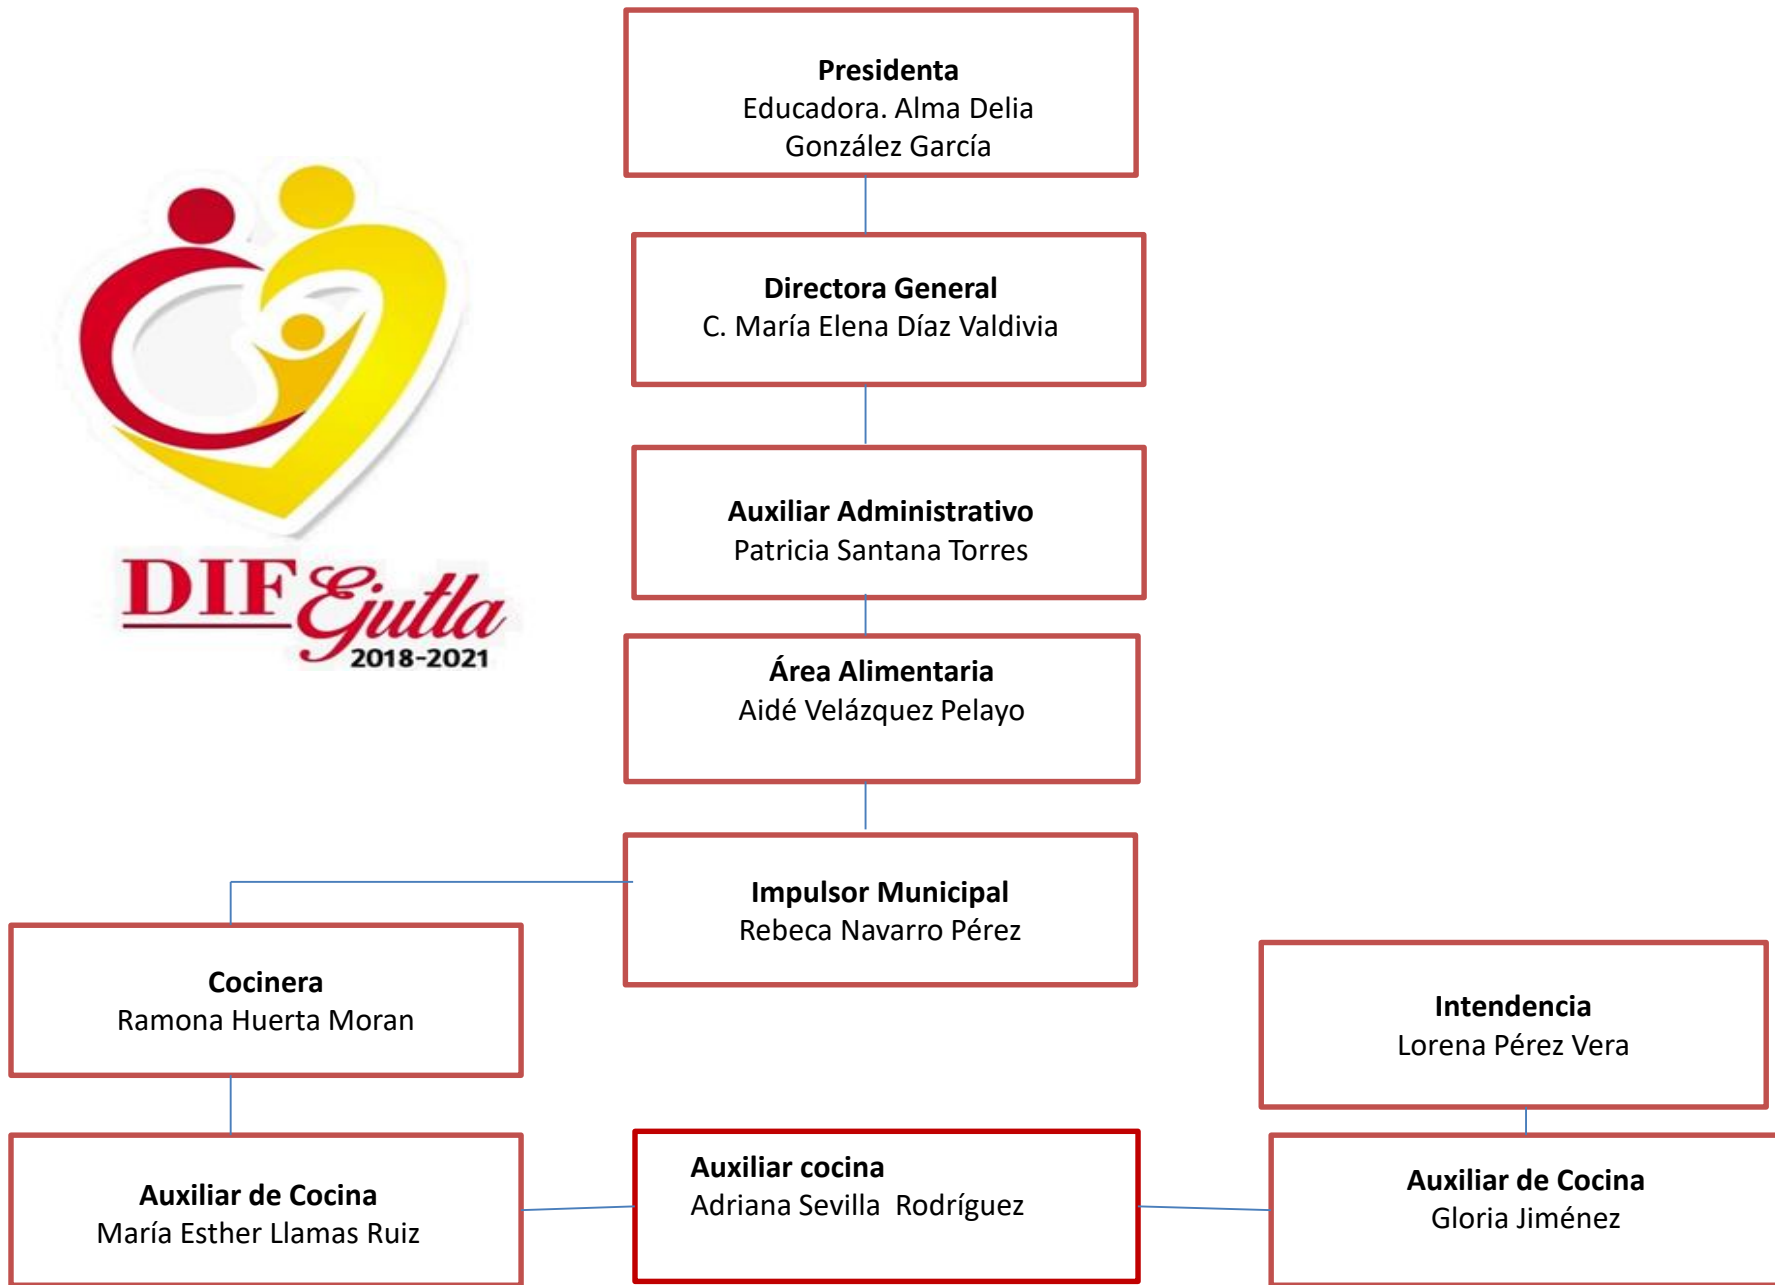 Presidenta
Educadora. Alma Delia
González García
Directora General
C. María Elena Díaz Valdivia
DIF Ejutla
2018-2021
Auxiliar Administrativo
Patricia Santana Torres
Área Alimentaria
Aidé Velázquez Pelayo
Impulsor Municipal
Rebeca Navarro Pérez
Cocinera
Ramona Huerta Moran
Intendencia
Lorena Pérez Vera
Auxiliar de Cocina
María Esther Llamas Ruiz
Auxiliar cocina
Adriana Sevilla  Rodríguez
Auxiliar de Cocina
Gloria Jiménez